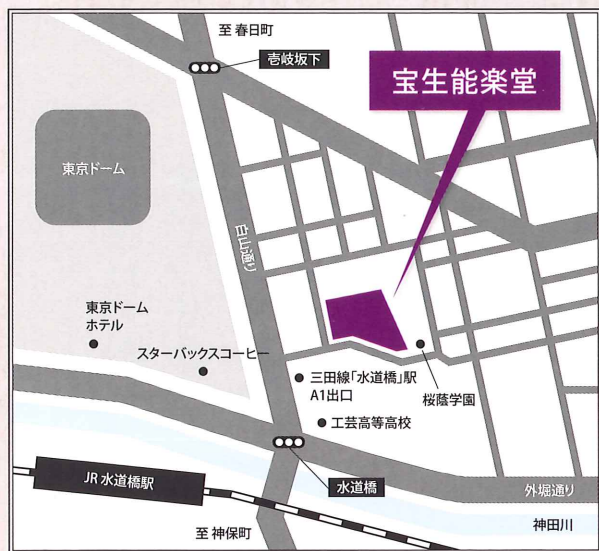 至 春日町
壱岐坂下
宝生能楽堂
東京ドーム
白山通り
東京ドーム
ホテル
スターバックスコーヒー
三田線「水道橋」駅
A1出口
桜蔭学園
工芸高等高校
水道橋
JR 水道橋駅
外堀通り
至 神保町
神田川